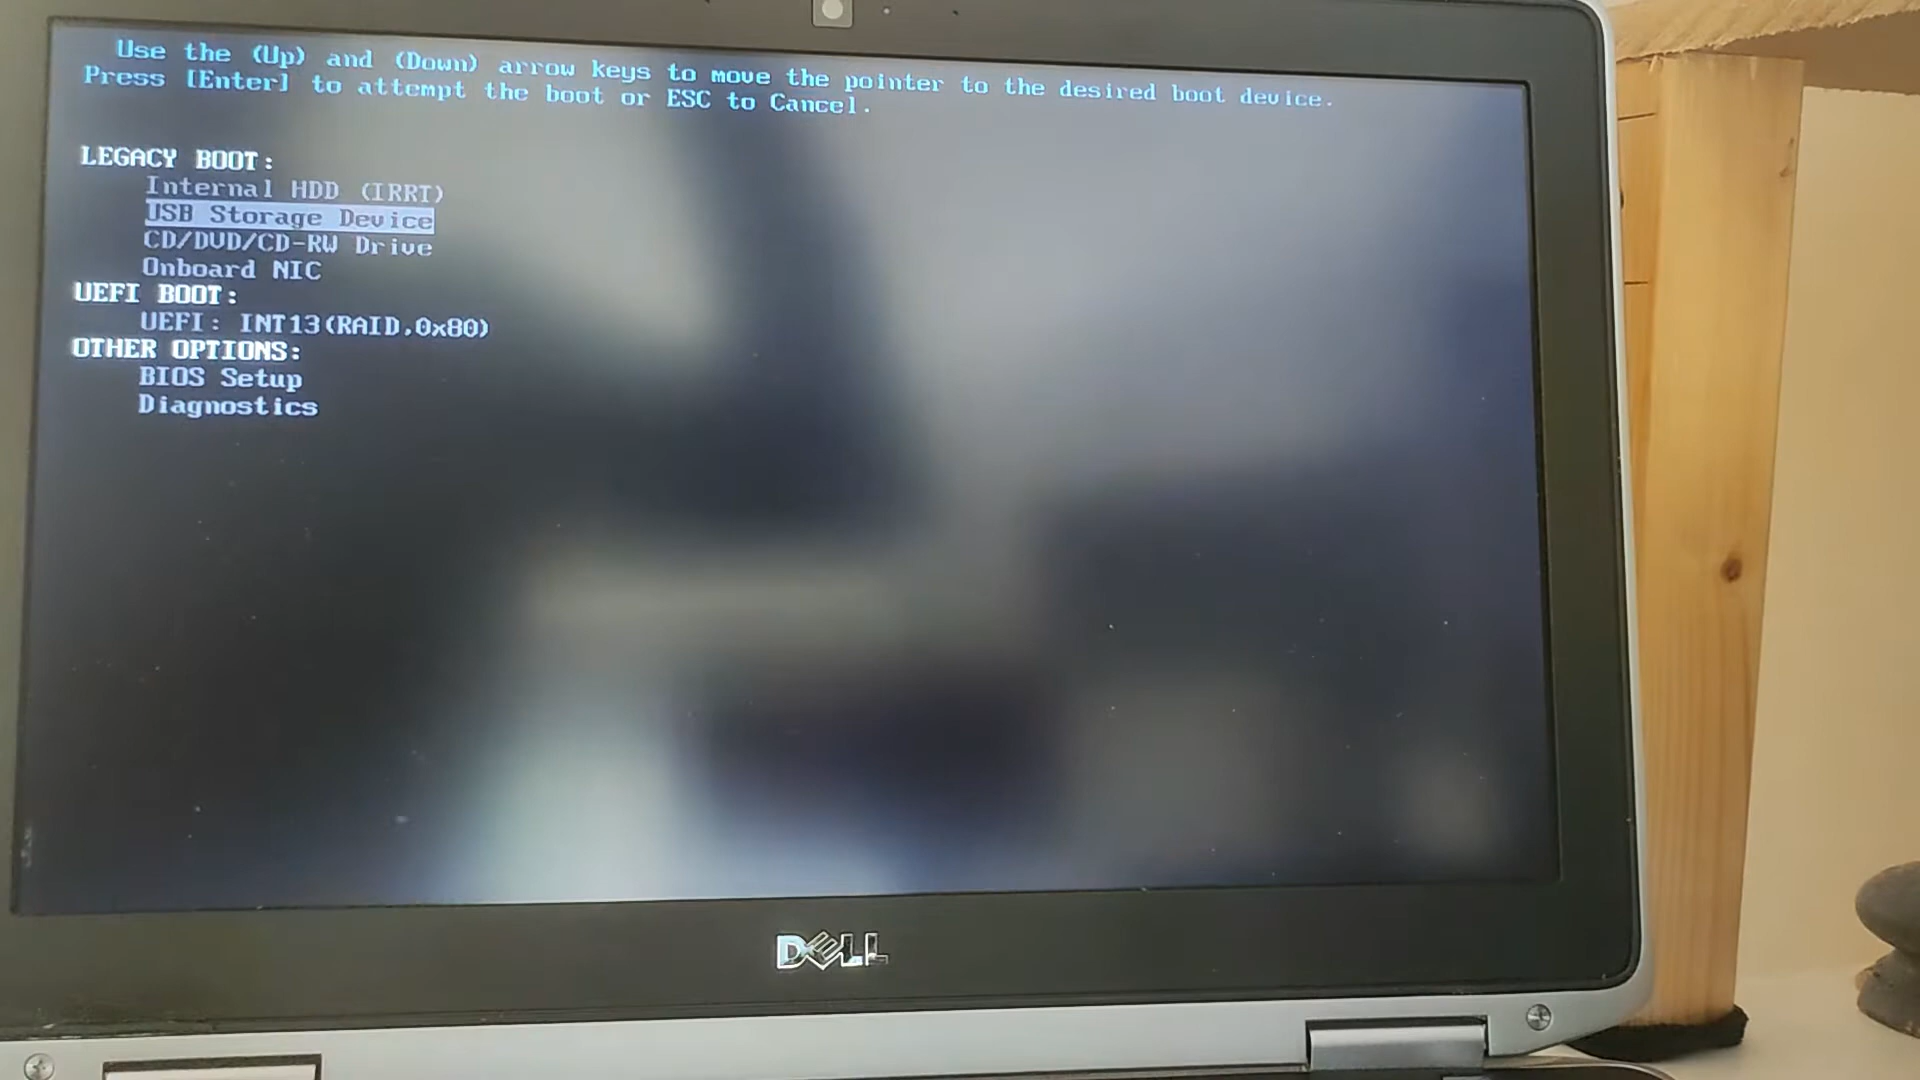 Use the (Up) and (Down) arrow keys to move the pointer to the desired boot device.
Press [Enter] to attempt the boot or ESC to Cancel.
LEGACY BOOT:
Internal HDD (IRRT)
USB Storage Device
CD/DVD/CD-RW Drive
Onboard NIC
UEFI BOOT:
UEFI: INT13(RAID,0x80)
OTHER OPTIONS:
BIOS Setup
Diagnostics
DELL